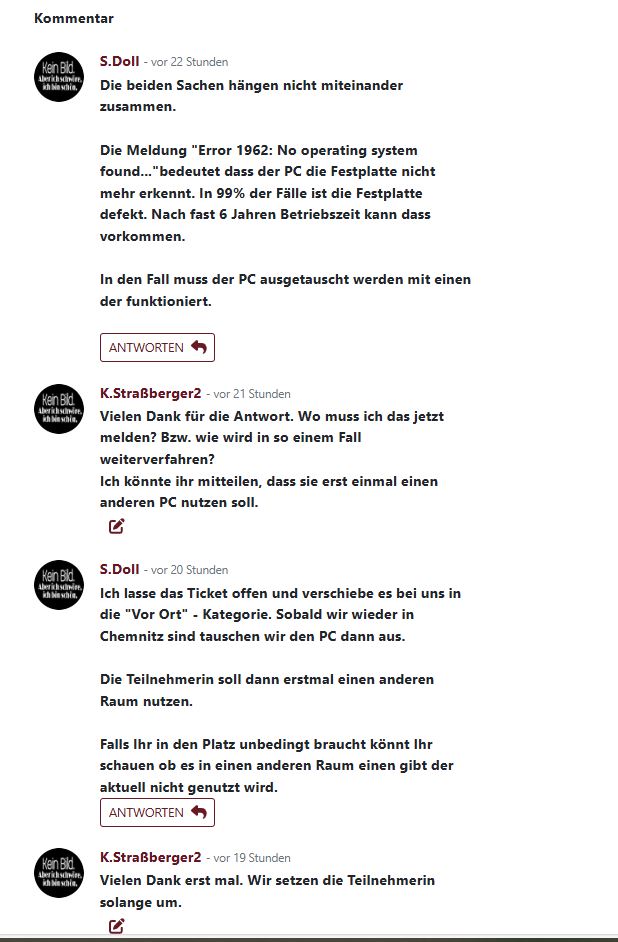 Kommentar
Kein Bild.
Aber ich schwöre,
ich bin schön.
S.Doll - vor 22 Stunden
Die beiden Sachen hängen nicht miteinander
zusammen.
Die Meldung "Error 1962: No operating system
found..."bedeutet dass der PC die Festplatte nicht
mehr erkennt. In 99% der Fälle ist die Festplatte
defekt. Nach fast 6 Jahren Betriebszeit kann dass
vorkommen.
In den Fall muss der PC ausgetauscht werden mit einen
der funktioniert.
ANTWORTEN
Kein Bild.
Aber ich schwöre,
ich bin schön.
K.Straßberger2 - vor 21 Stunden
Vielen Dank für die Antwort. Wo muss ich das jetzt
melden? Bzw. wie wird in so einem Fall
weiterverfahren?
Ich könnte ihr mitteilen, dass sie erst einmal einen
anderen PC nutzen soll.
Kein Bild.
Aber ich schwöre,
ich bin schön.
S.Doll - vor 20 Stunden
Ich lasse das Ticket offen und verschiebe es bei uns in
die "Vor Ort" - Kategorie. Sobald wir wieder in
Chemnitz sind tauschen wir den PC dann aus.
Die Teilnehmerin soll dann erstmal einen anderen
Raum nutzen.
Falls Ihr in den Platz unbedingt braucht könnt Ihr
schauen ob es in einen anderen Raum einen gibt der
aktuell nicht genutzt wird.
ANTWORTEN
Kein Bild.
Aber ich schwöre,
ich bin schön.
K.Straßberger2 - vor 19 Stunden
Vielen Dank erst mal. Wir setzen die Teilnehmerin
solange um.